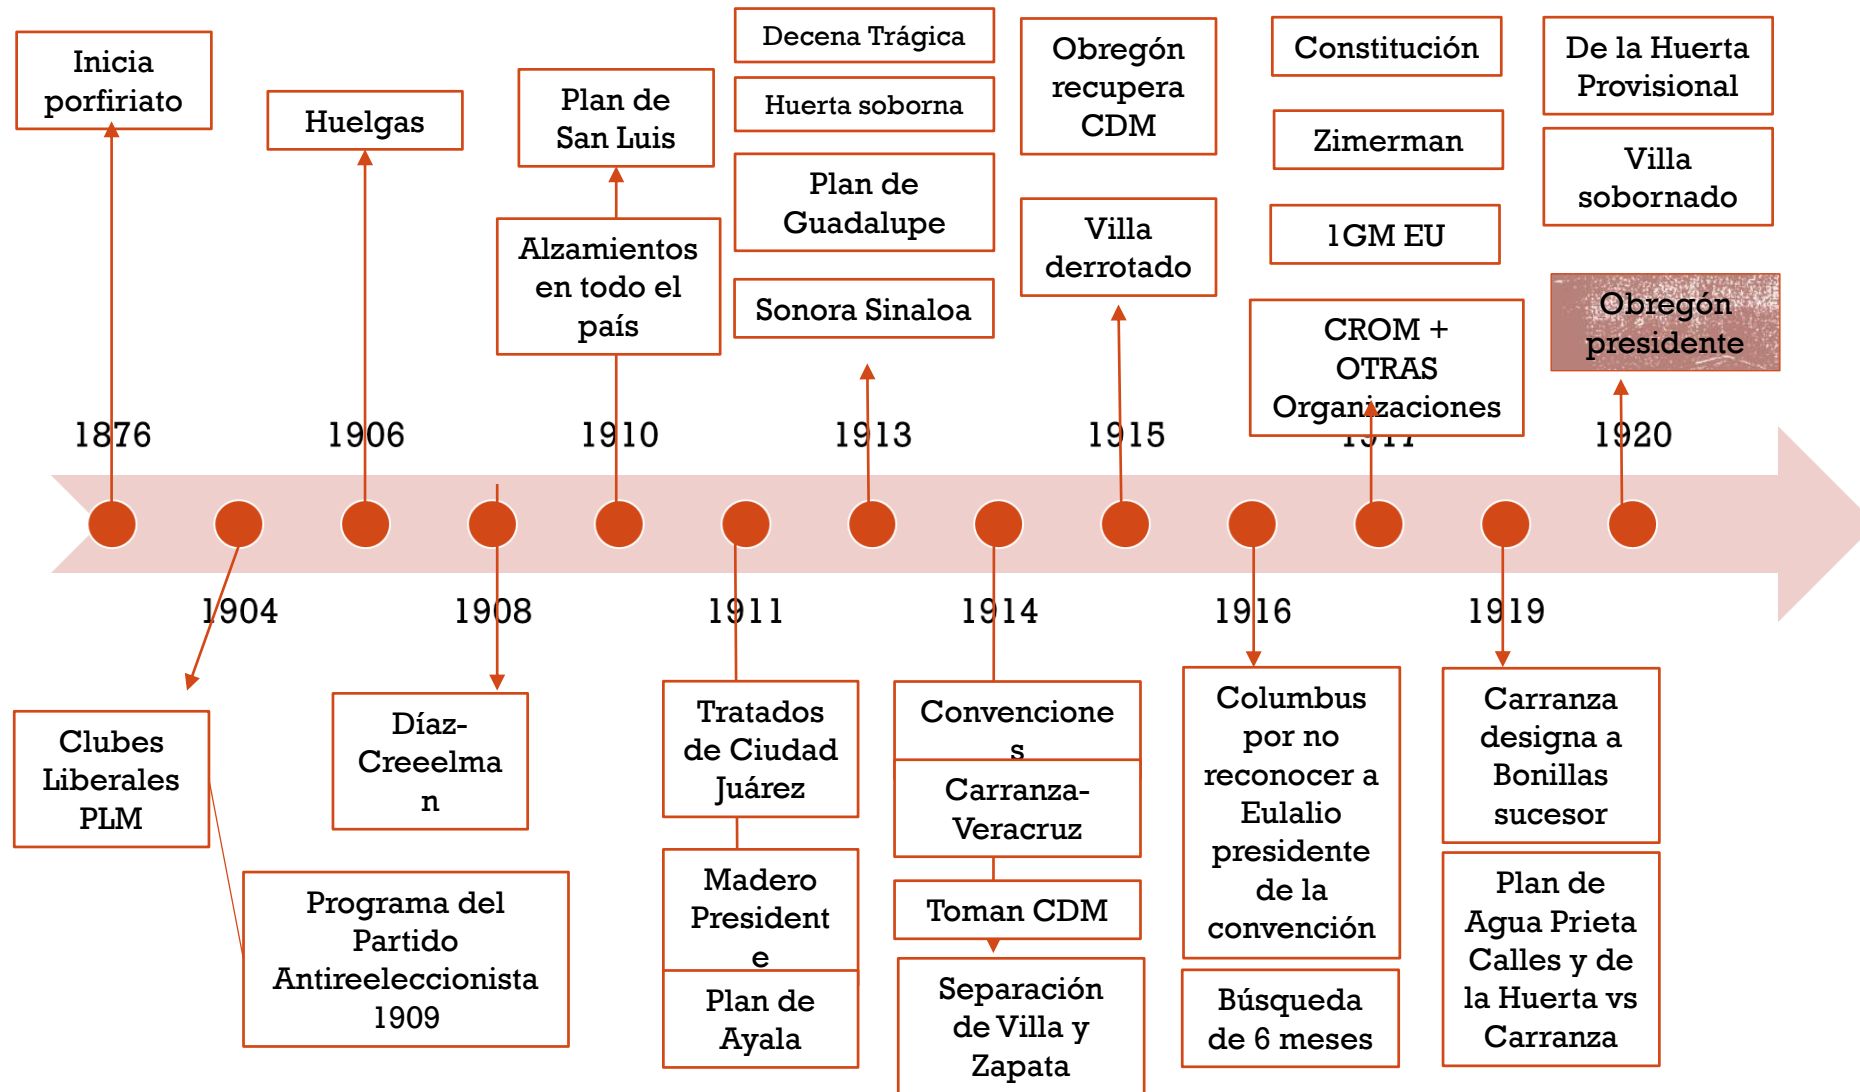 Inicia
porfiriato
Huelgas
Plan de
San Luis
Alzamientos
en todo el
país
Decena Trágica
Huerta soborna
Plan de
Guadalupe
Sonora Sinaloa
Obregón
recupera
CDM
Villa
derrotado
Constitución
Zimerman
1GM EU
CROM +
OTRAS
Organizaciones
De la Huerta
Provisional
Villa
sobornado
Obregón
presidente
1876
1906
1910
1913
1915
1917
1920
1904
1908
1911
1914
1916
1919
Clubes
Liberales
PLM
Programa del
Partido
Antireeleccionista
1909
Díaz-
Creeelma
n
Tratados
de Ciudad
Juárez
Madero
President
e
Plan de
Ayala
Convencione
s
Carranza-
Veracruz
Toman CDM
Separación
de Villa y
Zapata
Columbus
por no
reconocer a
Eulalio
presidente
de la
convención
Búsqueda
de 6 meses
Carranza
designa a
Bonillas
sucesor
Plan de
Agua Prieta
Calles y de
la Huerta vs
Carranza